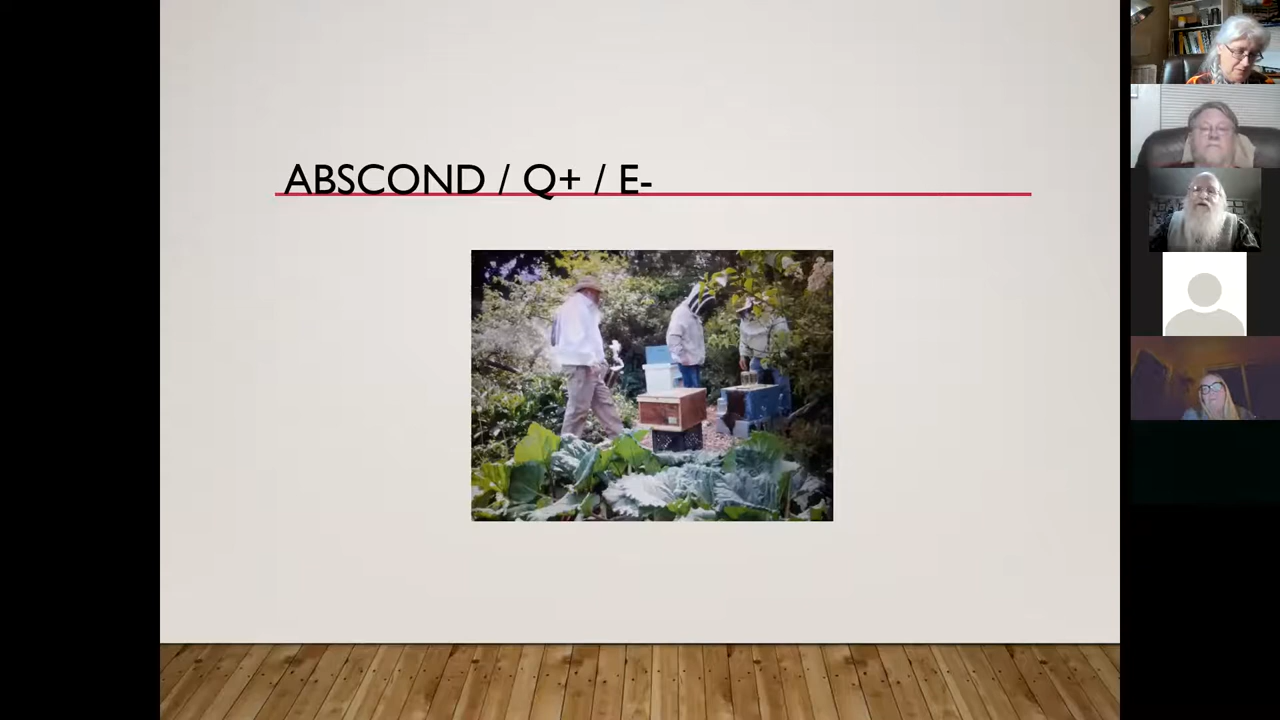 ABSCOND / Q+ / E-